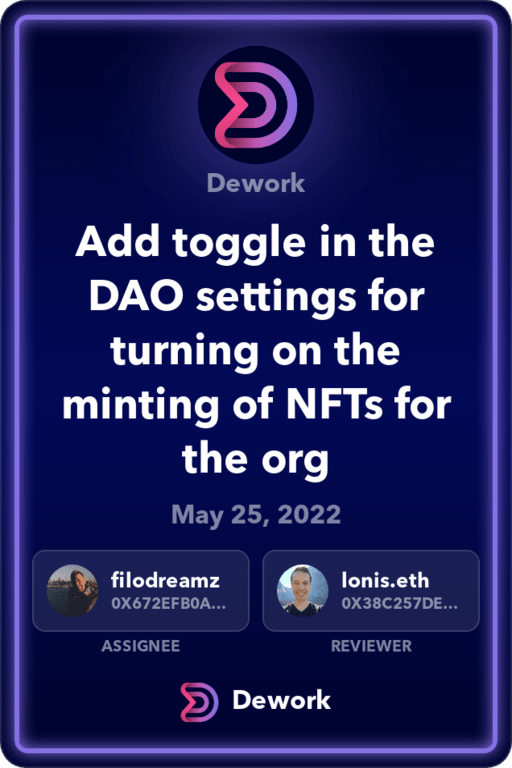 Dework
Add toggle in the
DAO settings for
turning on the
minting of NFTs for
the org
May 25, 2022
filodreamz
0X672EFB0A...
ASSIGNEE
lonis.eth
0X38C257DE...
REVIEWER
Dework